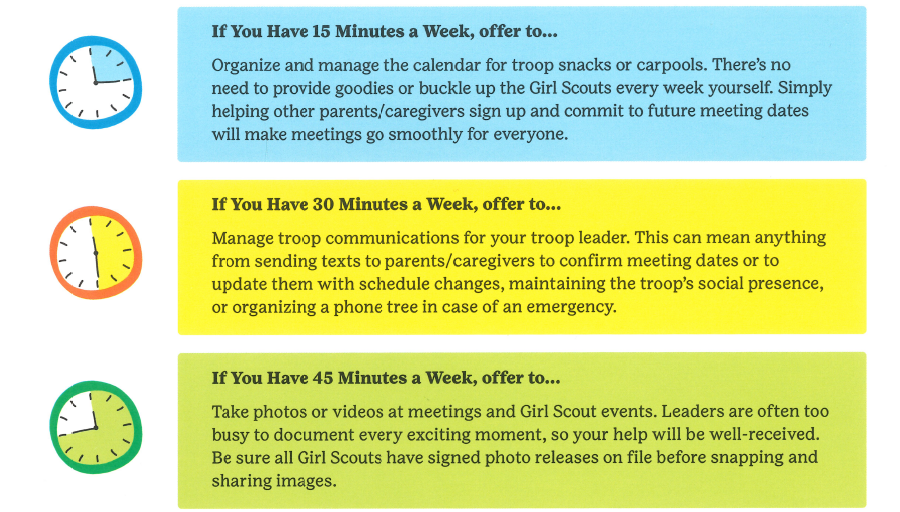 If You Have 15 Minutes a Week, offer to...
Organize and manage the calendar for troop snacks or carpools. There's no
need to provide goodies or buckle up the Girl Scouts every week yourself. Simply
helping other parents/caregivers sign up and commit to future meeting dates
will make meetings go smoothly for everyone.
If You Have 30 Minutes a Week, offer to...
Manage troop communications for your troop leader. This can mean anything
from sending texts to parents/caregivers to confirm meeting dates or to
update them with schedule changes, maintaining the troop's social presence,
or organizing a phone tree in case of an emergency.
If You Have 45 Minutes a Week, offer to...
Take photos or videos at meetings and Girl Scout events. Leaders are often too
busy to document every exciting moment, so your help will be well-received.
Be sure all Girl Scouts have signed photo releases on file before snapping and
sharing images.